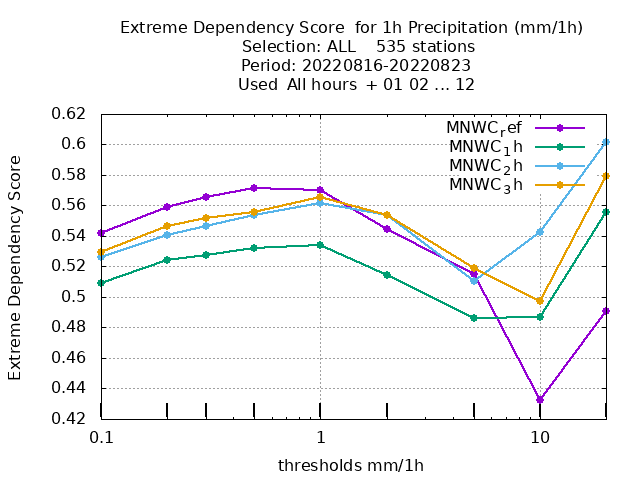 Extreme Dependency Score  for 1h Precipitation (mm/1h)
Selection: ALL    535 stations
Period: 20220816-20220823
Used  All hours  + 01 02 ... 12
MNWC_ref
MNWC_1h
MNWC_2h
MNWC_3h
0.62
0.6
0.58
0.56
0.54
0.52
0.5
0.48
0.46
0.44
0.42
Extreme Dependency Score
0.1
1
10
thresholds mm/1h